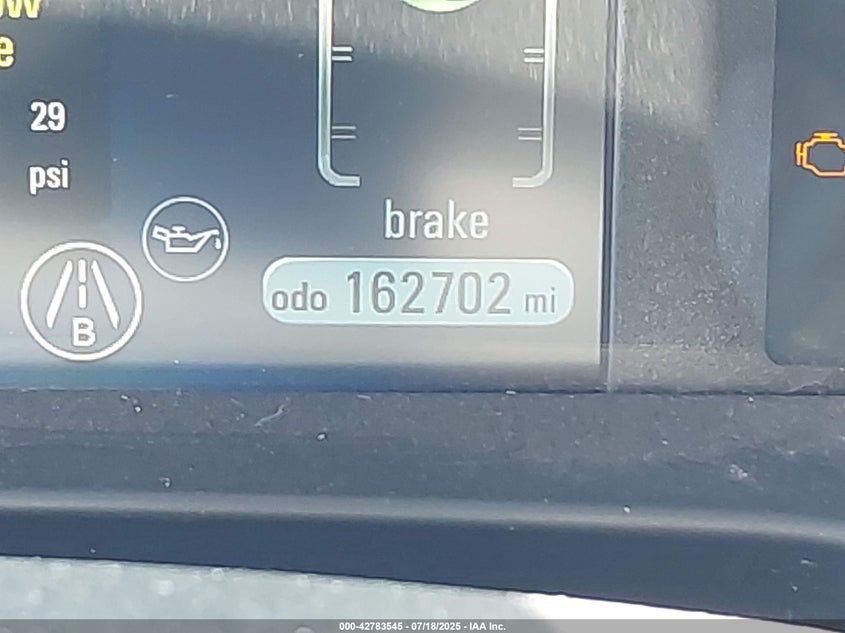 29
psi
brake
B
odo 162702 mi
000-42783545 - 07/18/2025 - IAA Inc.